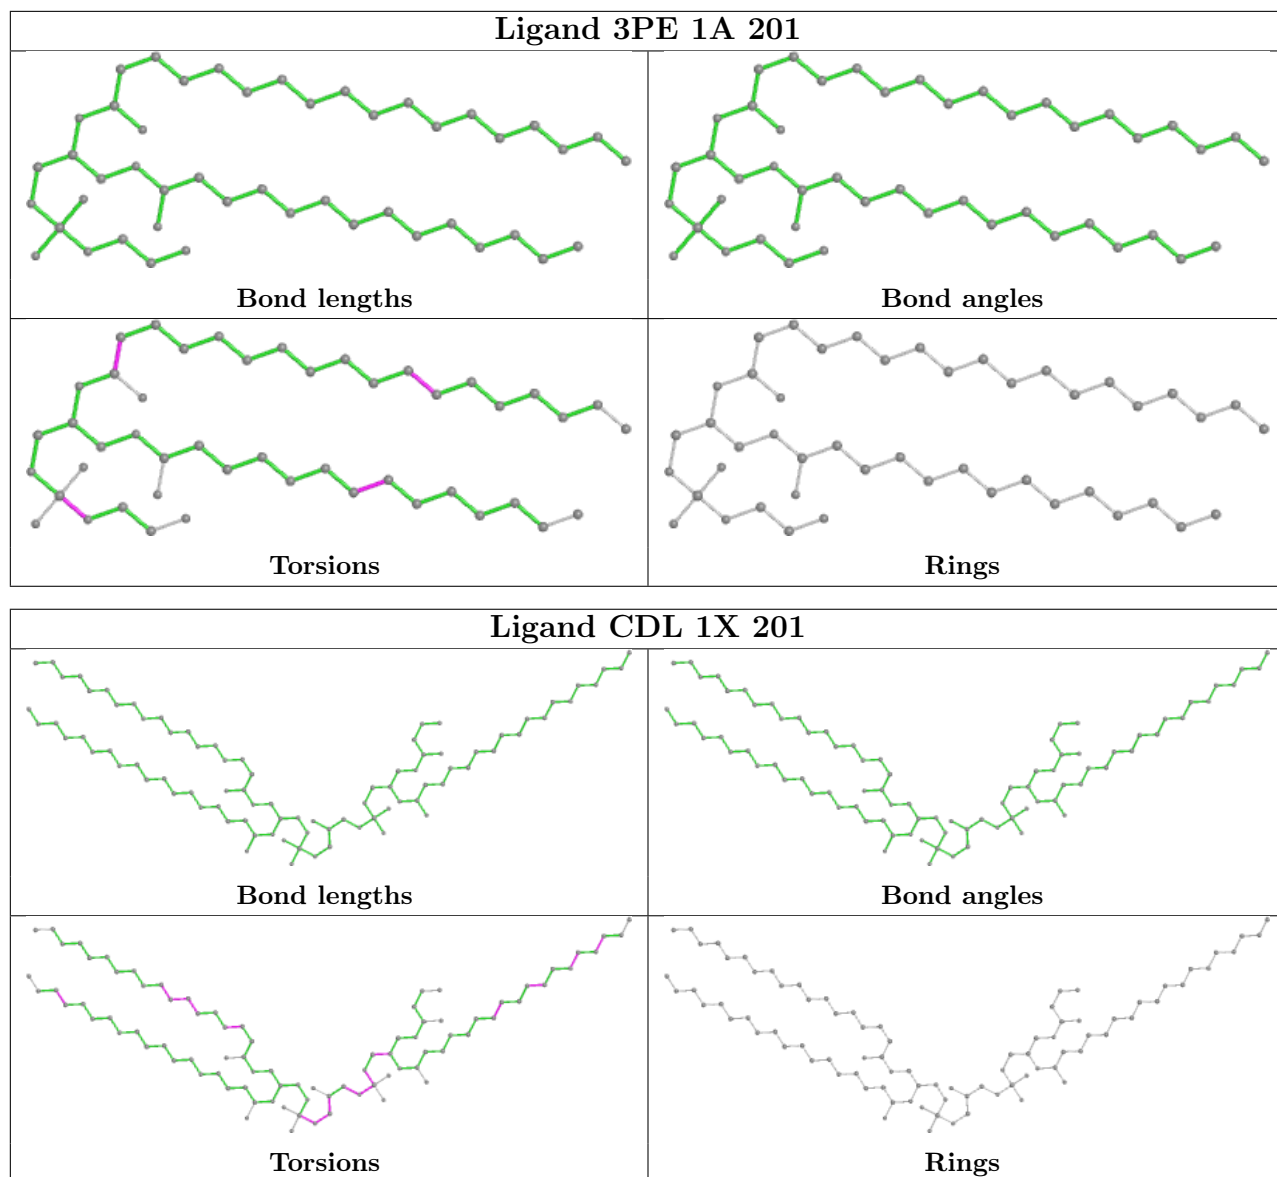 Ligand 3PE 1A 201
Bond lengths
Bond angles
Torsions
Rings
Ligand CDL 1X 201
Bond lengths
Bond angles
Torsions
Rings